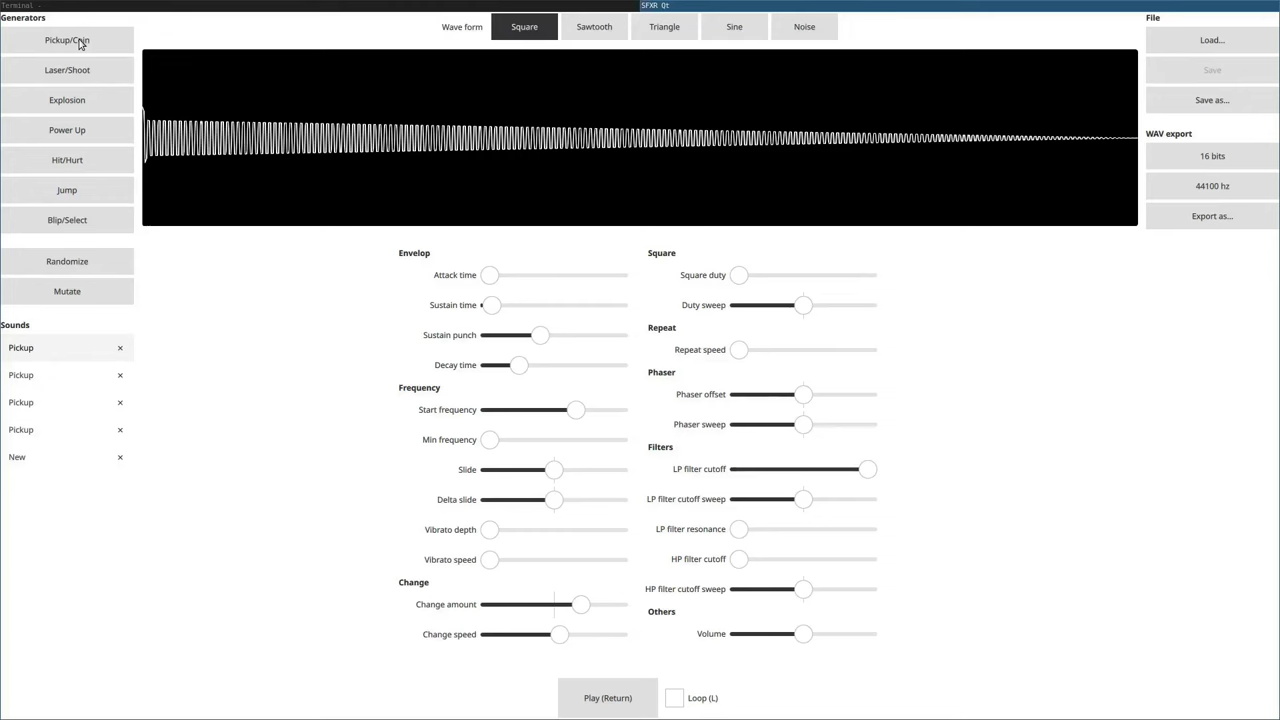 Terminal -
SFXR Qt
Generators
Pickup/Coin
Laser/Shoot
Explosion
Power Up
Hit/Hurt
Jump
Blip/Select
Randomize
Mutate
Sounds
Pickup ×
Pickup ×
Pickup ×
Pickup ×
New ×
Wave form Square Sawtooth Triangle Sine Noise
Envelop
Attack time
Sustain time
Sustain punch
Decay time
Frequency
Start frequency
Min frequency
Slide
Delta slide
Vibrato depth
Vibrato speed
Change
Change amount
Change speed
Square
Square duty
Duty sweep
Repeat
Repeat speed
Phaser
Phaser offset
Phaser sweep
Filters
LP filter cutoff
LP filter cutoff sweep
LP filter resonance
HP filter cutoff
HP filter cutoff sweep
Others
Volume
Play (Return) Loop (L)
File
Load...
Save
Save as...
WAV export
16 bits
44100 hz
Export as...